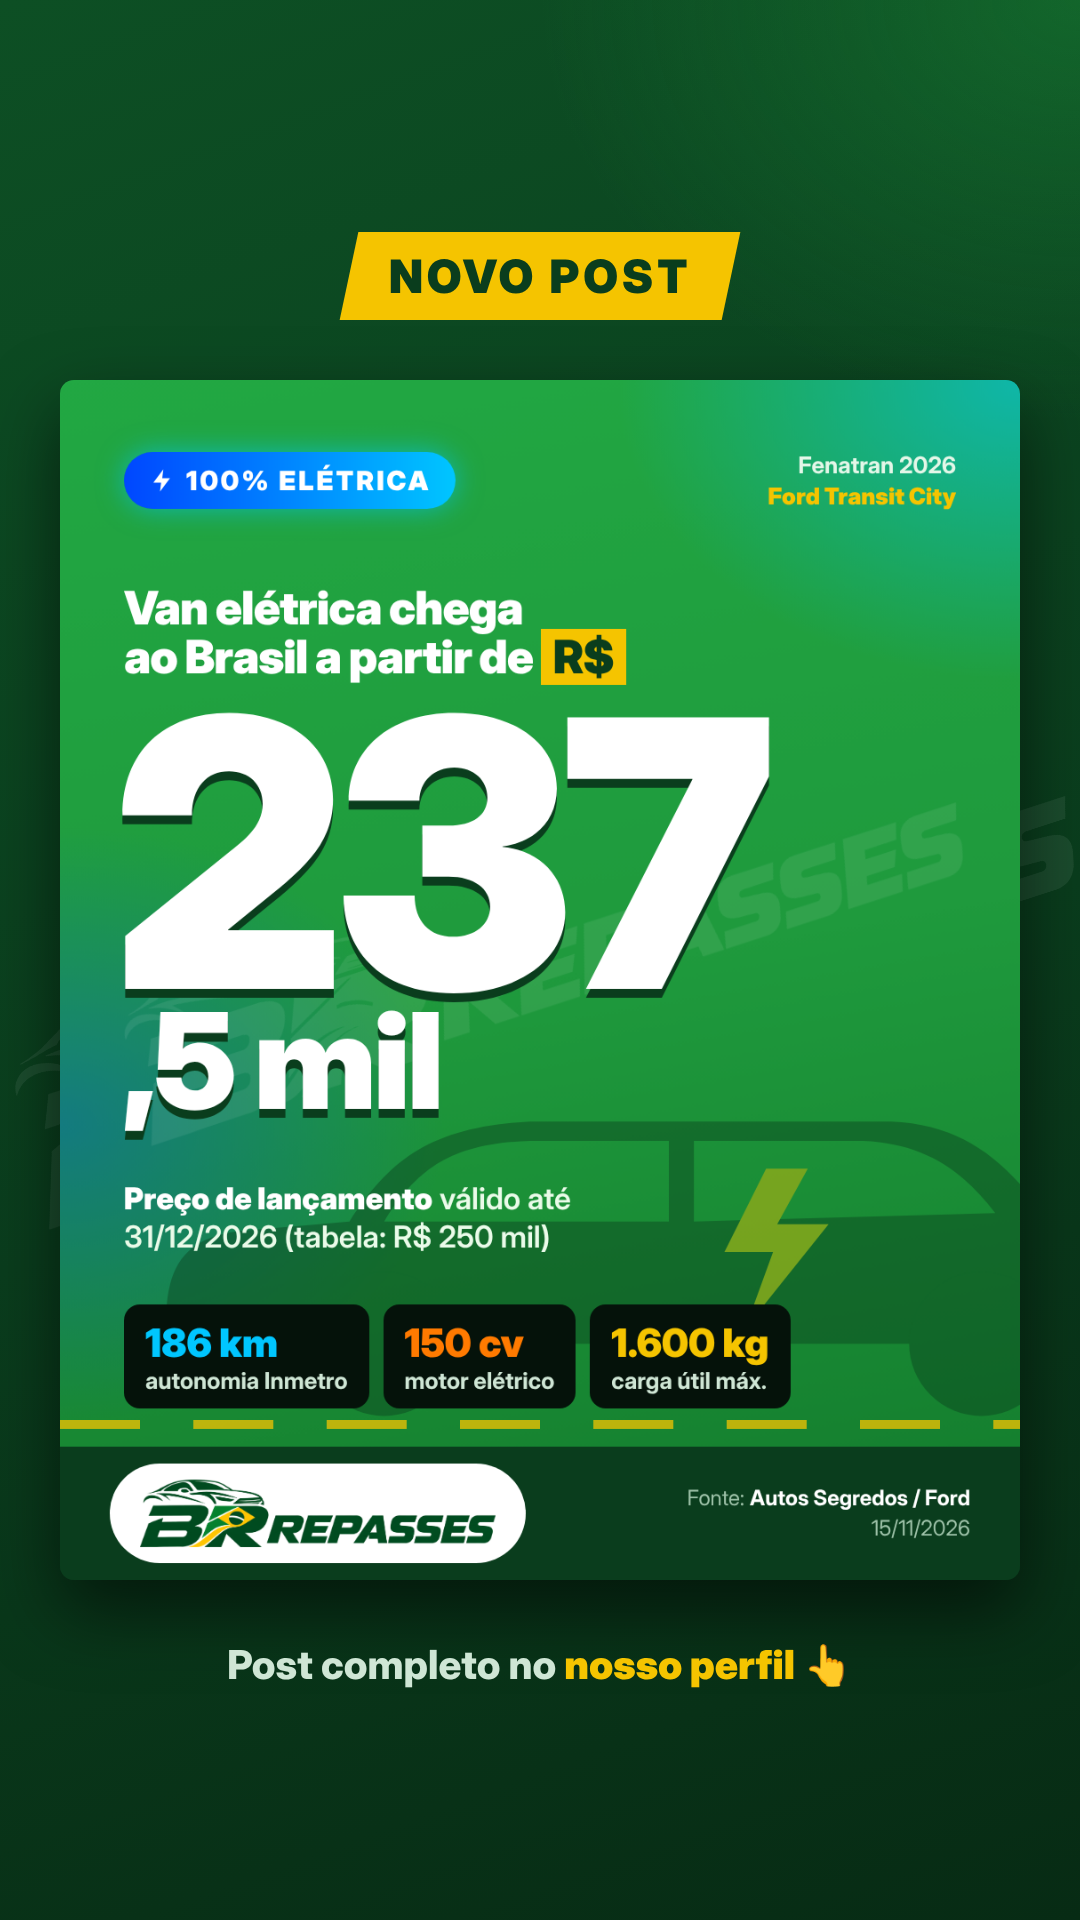 NOVO POST
100% ELÉTRICA
Fenatran 2026
Ford Transit City
Van elétrica chega
ao Brasil a partir de R$
237
,5 mil
BR REPASSES
Preço de lançamento válido até
31/12/2026 (tabela: R$ 250 mil)
186 km
autonomia Inmetro
150 cv
motor elétrico
1.600 kg
carga útil máx.
BR REPASSES
Fonte: Autos Segredos / Ford
15/11/2026
Post completo no nosso perfil 👆